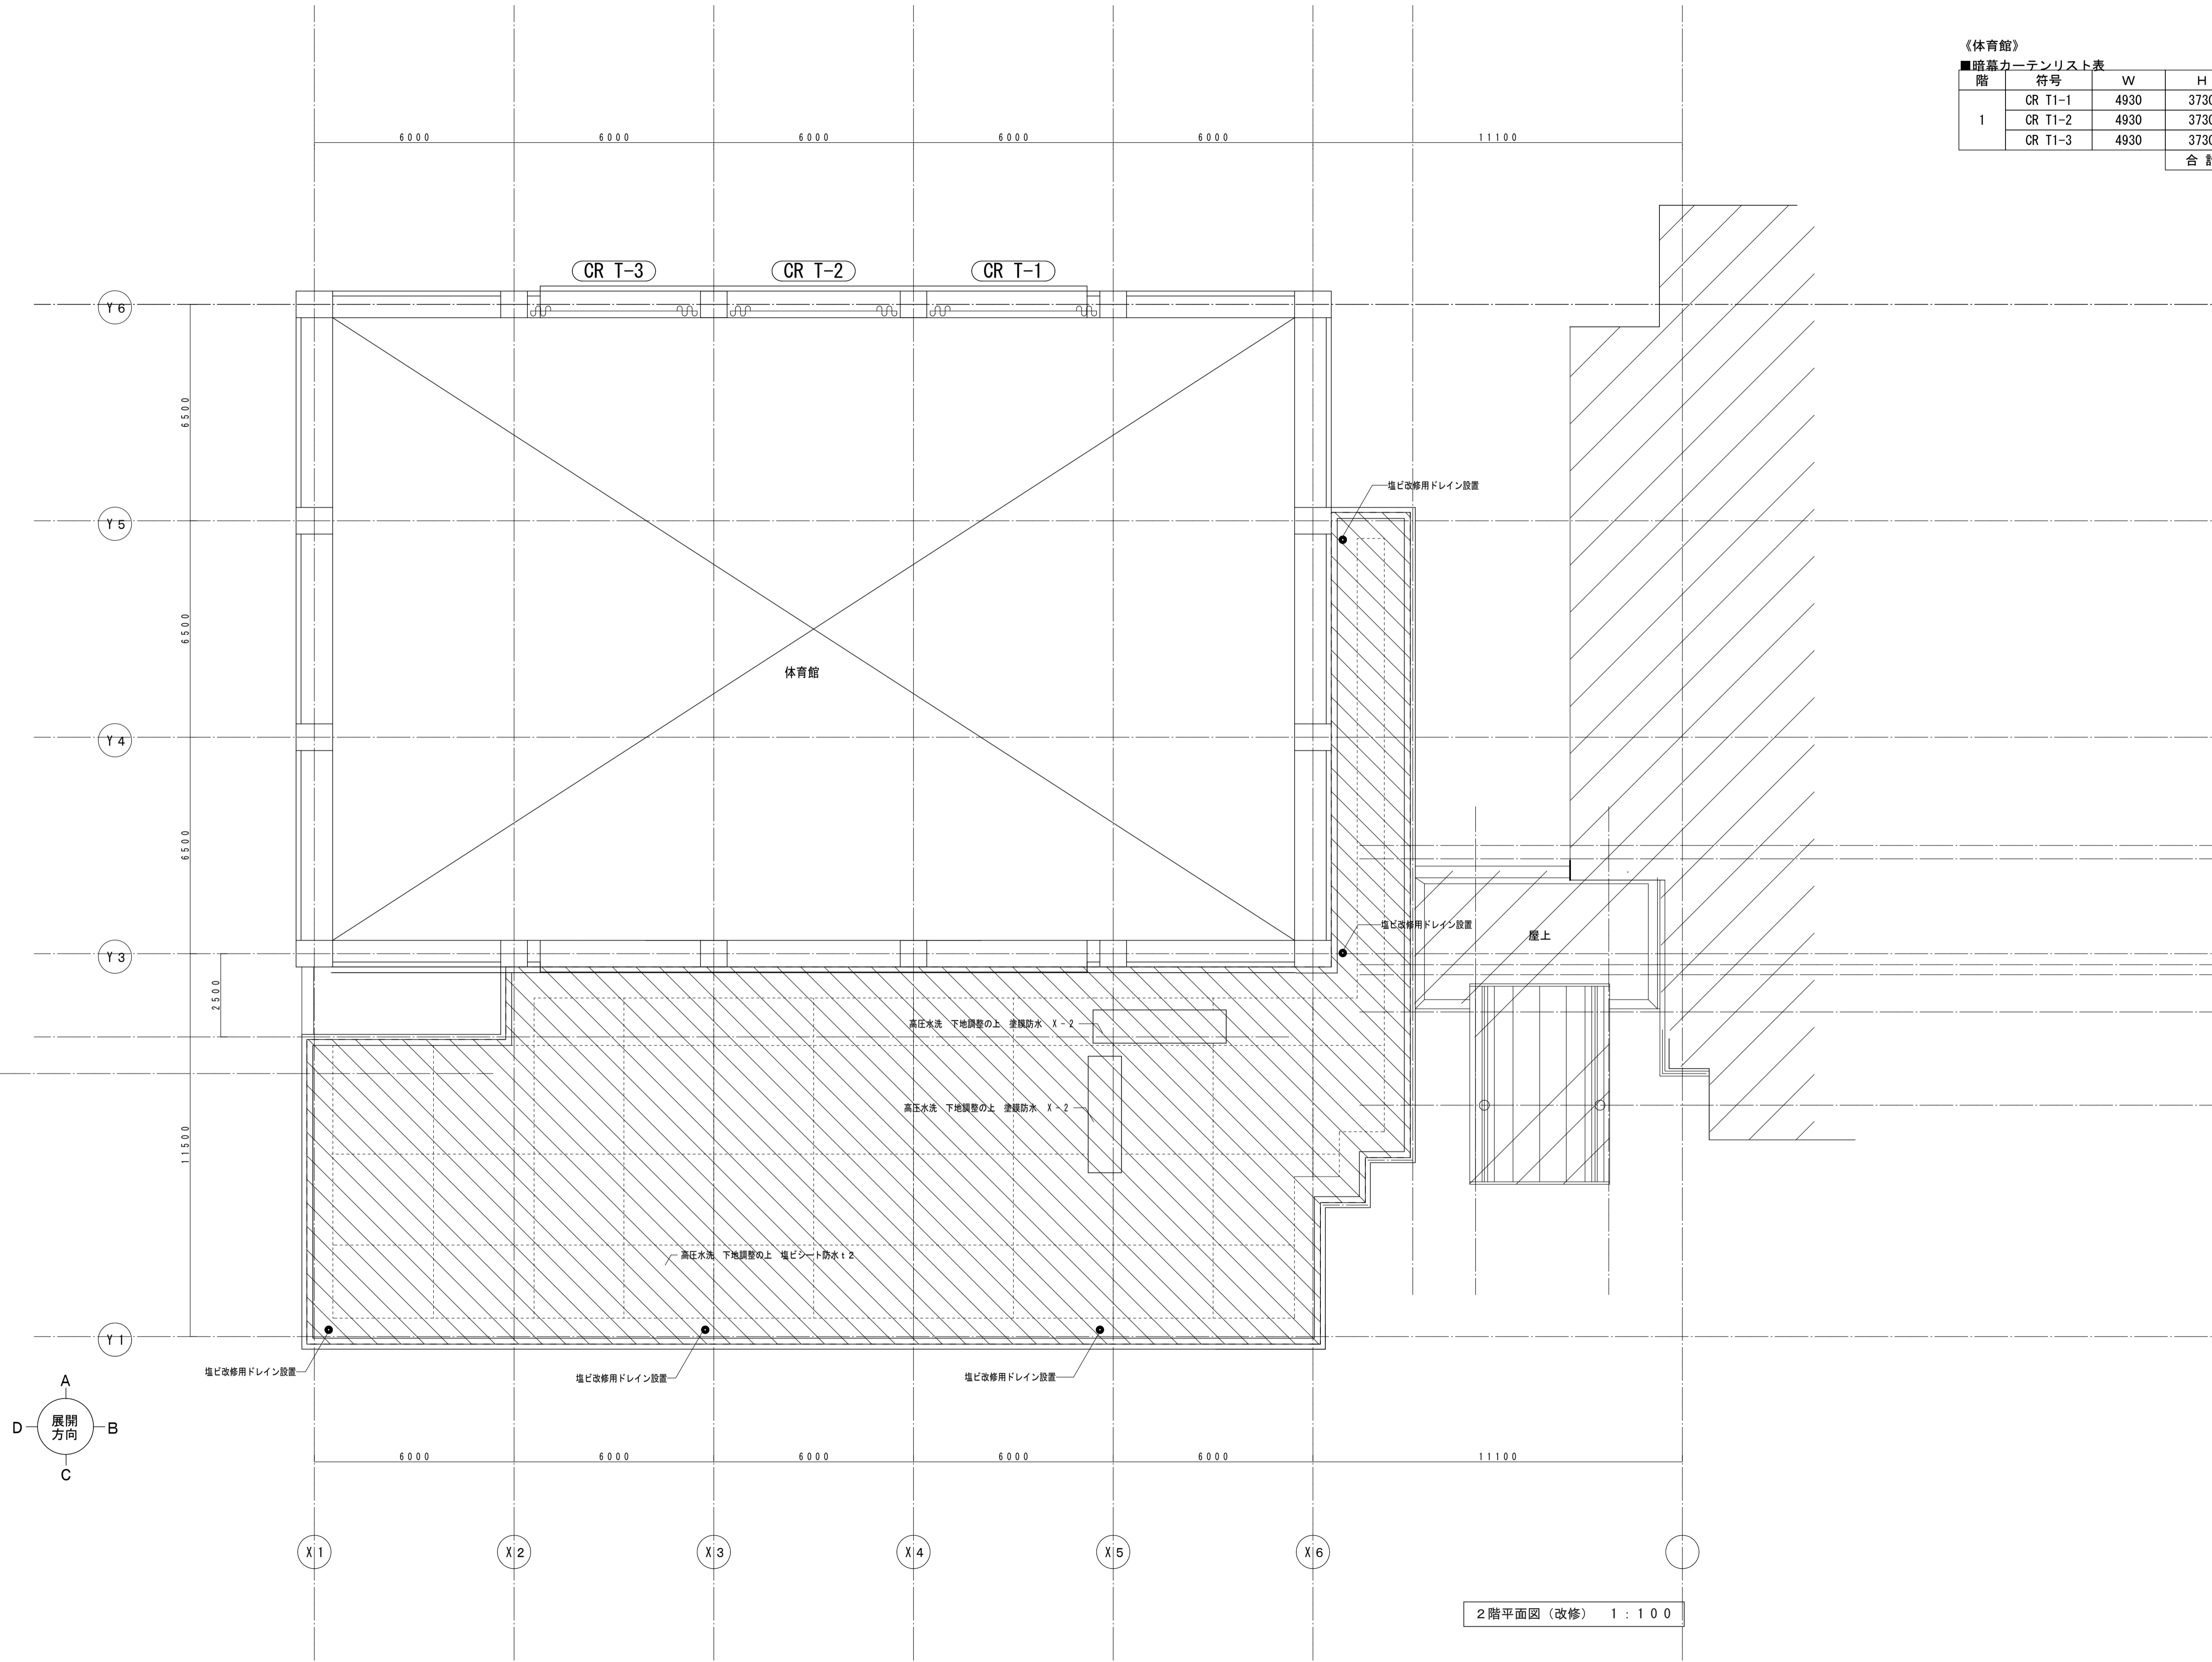 《体育館》
■暗幕カーテンリスト表
階 符号 W H
1
CR T1-1 4930 3730
CR T1-2 4930 3730
CR T1-3 4930 3730
合 計
6000 6000 6000 6000 6000 11100
CR T-3 CR T-2 CR T-1
Y6
6500
塩ビ改修用ドレイン設置
Y5
6500
体育館
Y4
6500
塩ビ改修用ドレイン設置
屋上
Y3
2500
高圧水洗 下地調整の上 塗膜防水 X-2
高圧水洗 下地調整の上 塗膜防水 X-2
11500
高圧水洗 下地調整の上 塩ビシート防水t2
Y1
塩ビ改修用ドレイン設置 塩ビ改修用ドレイン設置 塩ビ改修用ドレイン設置
A
D 展開 B
方向
C
6000 6000 6000 6000 6000 11100
X1 X2 X3 X4 X5 X6
2階平面図(改修) 1:100